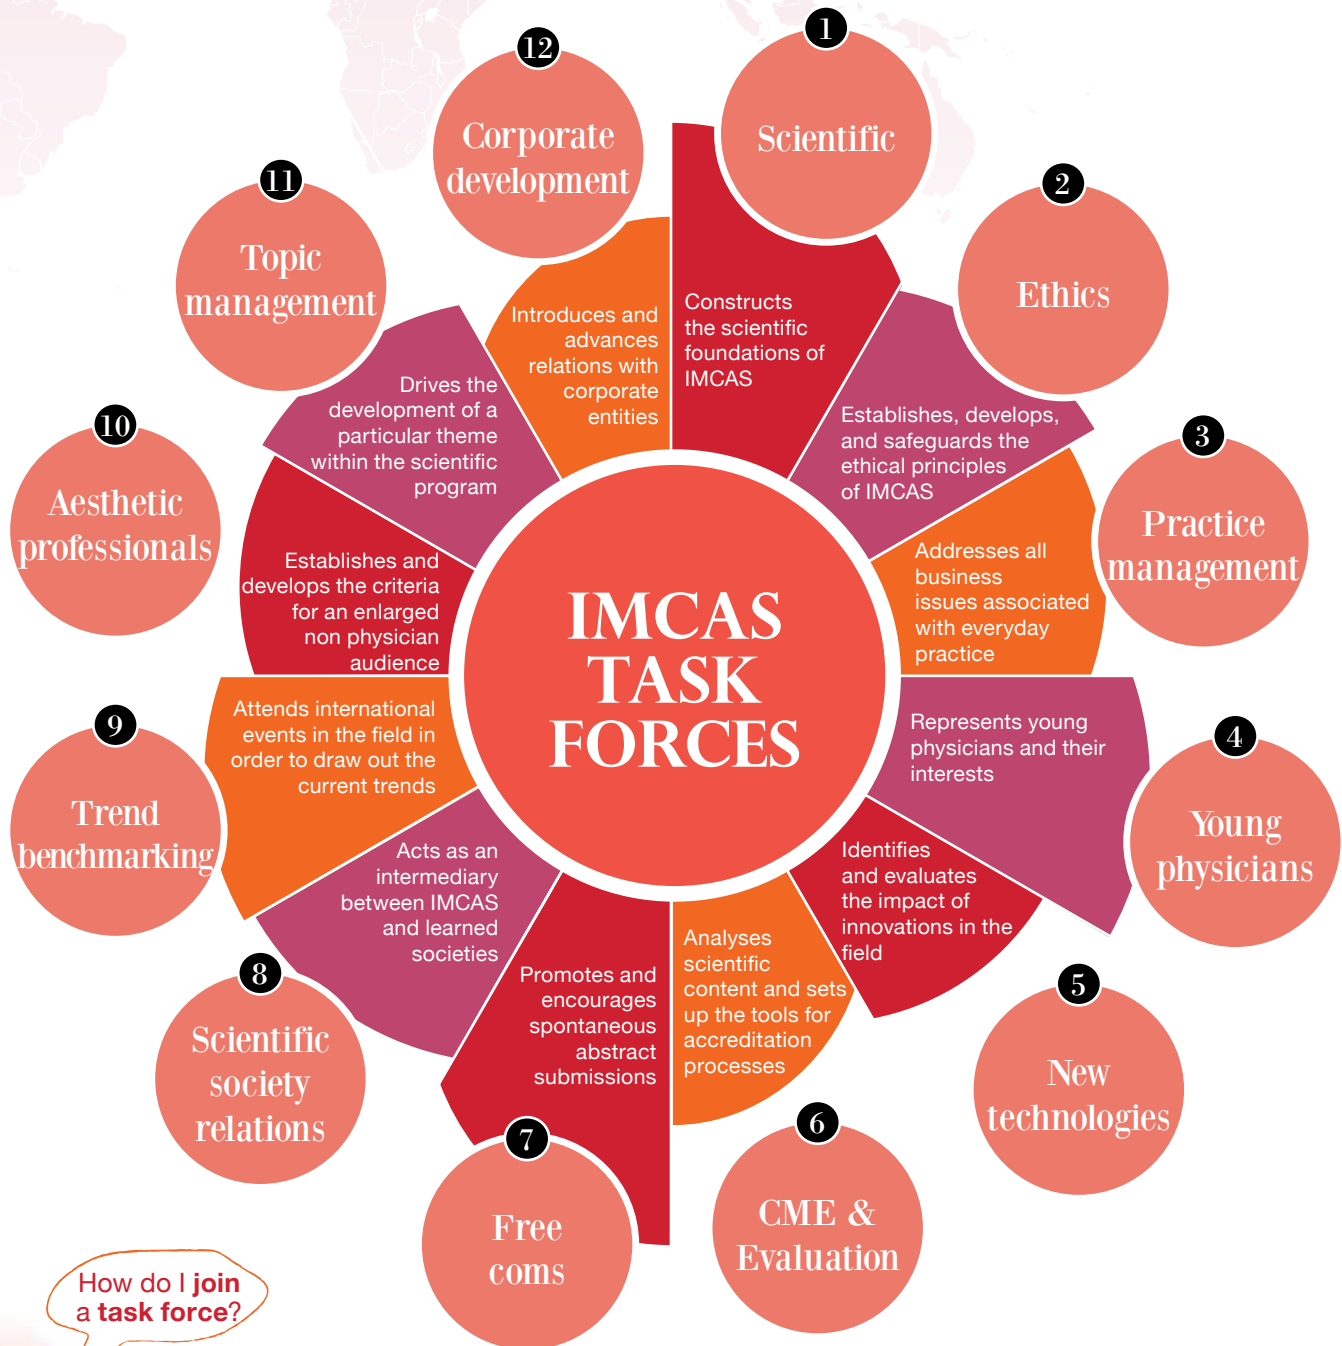 IMCAS
TASK
FORCES
1
Scientific
Constructs
the scientific
foundations of
IMCAS
2
Ethics
Establishes, develops,
and safeguards the
ethical principles
of IMCAS
3
Practice
management
Addresses all
business
issues associated
with everyday
practice
4
Young
physicians
Represents young
physicians and their
interests
5
New
technologies
Identifies
and evaluates
the impact of
innovations in the
field
6
CME &
Evaluation
Analyses
scientific
content and sets
up the tools for
accreditation
processes
7
Free
coms
Promotes and
encourages
spontaneous
abstract
submissions
8
Scientific
society
relations
Acts as an
intermediary
between IMCAS
and learned
societies
9
Trend
benchmarking
Attends international
events in the field in
order to draw out the
current trends
10
Aesthetic
professionals
Establishes and
develops the criteria
for an enlarged
non physician
audience
11
Topic
management
Drives the
development of a
particular theme
within the scientific
program
12
Corporate
development
Introduces and
advances
relations with
corporate
entities
How do I join
a task force?